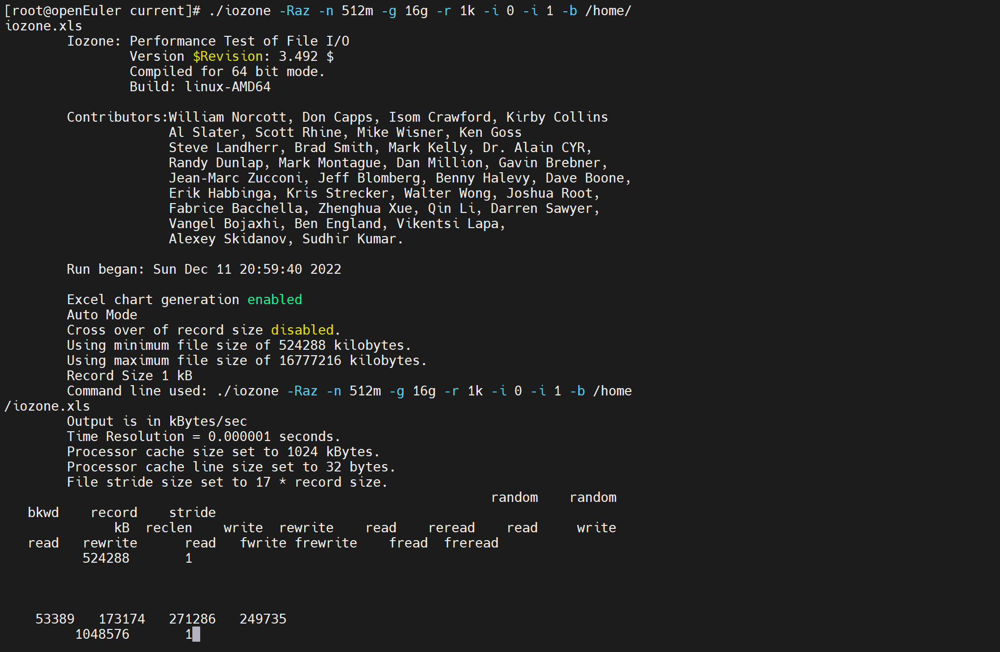 [root@openEuler current]# ./iozone -Raz -n 512m -g 16g -r 1k -i 0 -i 1 -b /home/
iozone.xls
Iozone: Performance Test of File I/O
Version $Revision: 3.492 $
Compiled for 64 bit mode.
Build: linux-AMD64
Contributors:William Norcott, Don Capps, Isom Crawford, Kirby Collins
Al Slater, Scott Rhine, Mike Wisner, Ken Goss
Steve Landherr, Brad Smith, Mark Kelly, Dr. Alain CYR,
Randy Dunlap, Mark Montague, Dan Million, Gavin Brebner,
Jean-Marc Zucconi, Jeff Blomberg, Benny Halevy, Dave Boone,
Erik Habbinga, Kris Strecker, Walter Wong, Joshua Root,
Fabrice Bacchella, Zhenghua Xue, Qin Li, Darren Sawyer,
Vangel Bojaxhi, Ben England, Vikentsi Lapa,
Alexey Skidanov, Sudhir Kumar.
Run began: Sun Dec 11 20:59:40 2022
Excel chart generation enabled
Auto Mode
Cross over of record size disabled.
Using minimum file size of 524288 kilobytes.
Using maximum file size of 16777216 kilobytes.
Record Size 1 kB
Command line used: ./iozone -Raz -n 512m -g 16g -r 1k -i 0 -i 1 -b /home
/iozone.xls
Output is in kBytes/sec
Time Resolution = 0.000001 seconds.
Processor cache size set to 1024 kBytes.
Processor cache line size set to 32 bytes.
File stride size set to 17 * record size.
random random
bkwd record stride
kB reclen write rewrite read reread read write
read rewrite read fwrite frewrite fread freread
524288 1
53389 173174 271286 249735
1048576 1